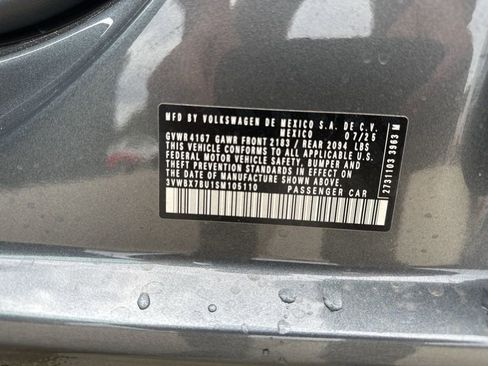 MFD BY VOLKSWAGEN DE MEXICO S.A. DE C.V.
MEXICO 07/25
GVWR 4167 GAWR FRONT 2183 / REAR 2094 LBS
THIS VEHICLE CONFORMS TO ALL APPLICABLE U.S.
FEDERAL MOTOR VEHICLE SAFETY, BUMPER AND
THEFT PREVENTION STANDARDS IN EFFECT ON
THE DATE OF MANUFACTURE SHOWN ABOVE.
3VWBX7BU1SM105110 PASSENGER CAR
2731103 3963 M